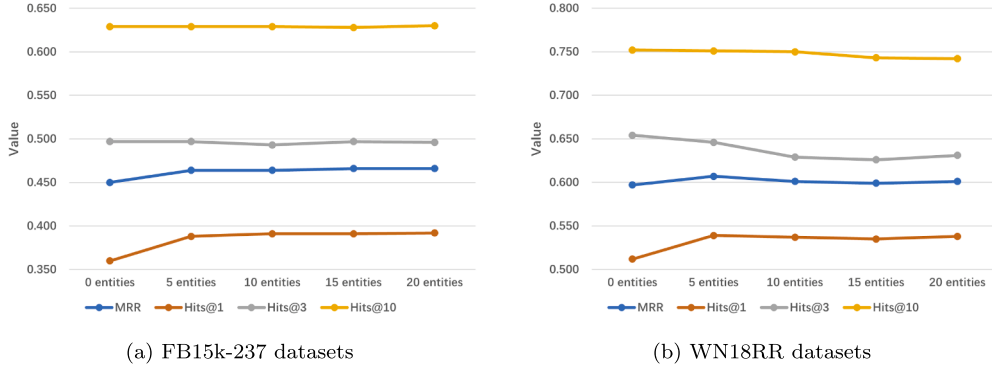 0.650
0.600
0.550
0.500
0.450
0.400
0.350
Value
0 entities 5 entities 10 entities 15 entities 20 entities
MRR Hits@1 Hits@3 Hits@10
(a) FB15k-237 datasets
0.800
0.750
0.700
0.650
0.600
0.550
0.500
Value
0 entities 5 entities 10 entities 15 entities 20 entities
MRR Hits@1 Hits@3 Hits@10
(b) WN18RR datasets